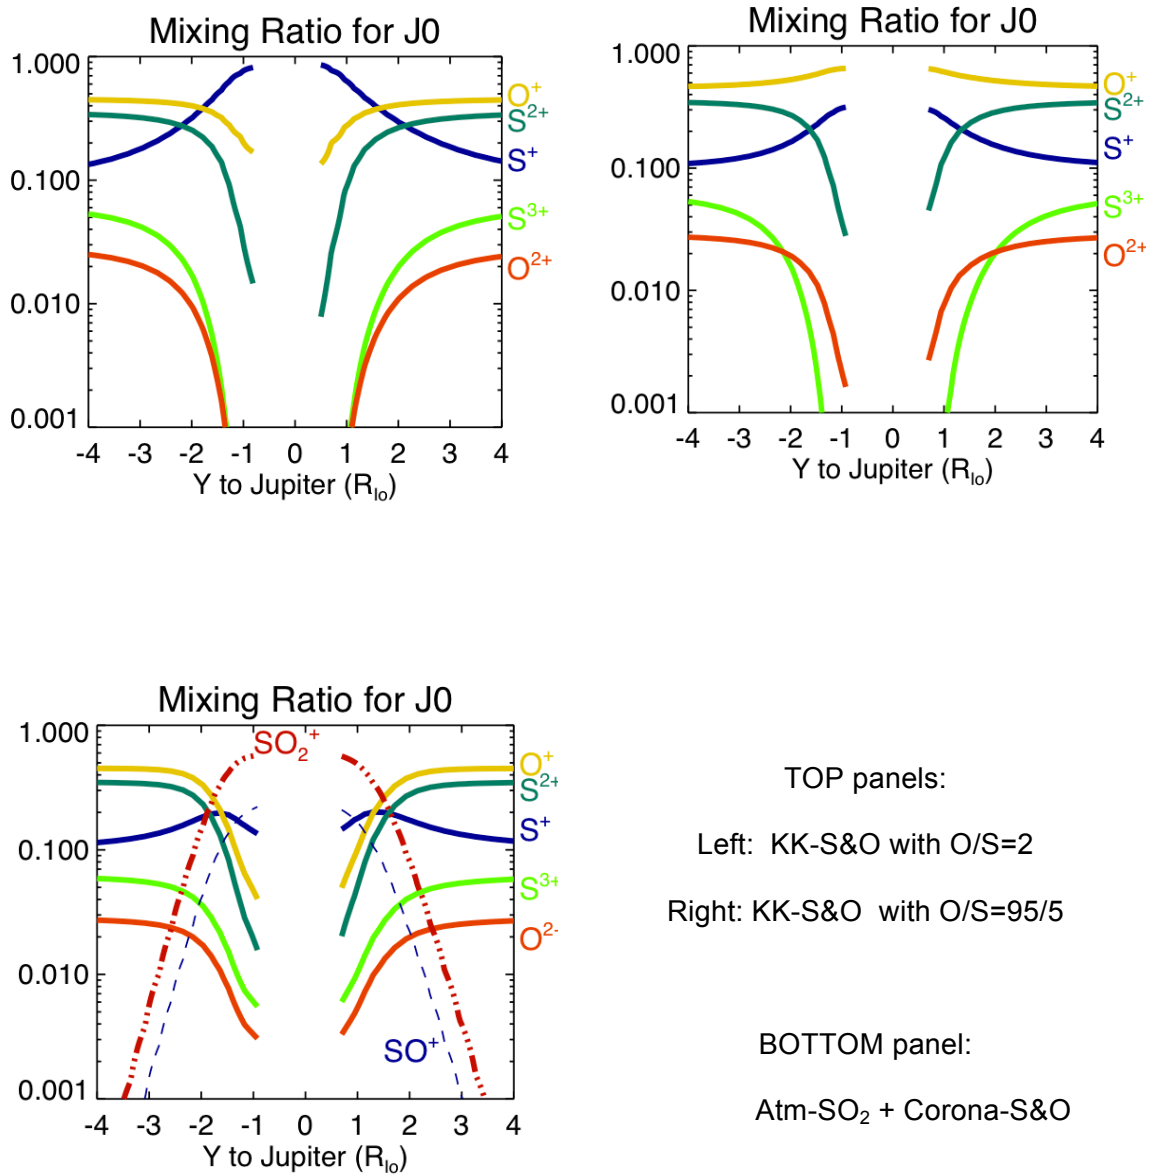 Mixing Ratio for J0
1.000
0.100
0.010
0.001
O⁺
S²⁺
S⁺
S³⁺
O²⁺
-4 -3 -2 -1 0 1 2 3 4
Y to Jupiter (R_Io)
Mixing Ratio for J0
1.000
0.100
0.010
0.001
O⁺
S²⁺
S⁺
S³⁺
O²⁺
-4 -3 -2 -1 0 1 2 3 4
Y to Jupiter (R_Io)
Mixing Ratio for J0
1.000
0.100
0.010
0.001
SO₂⁺
SO⁺
O⁺
S²⁺
S⁺
S³⁺
O²⁻
-4 -3 -2 -1 0 1 2 3 4
Y to Jupiter (R_Io)
TOP panels:
Left: KK-S&O with O/S=2
Right: KK-S&O with O/S=95/5
BOTTOM panel:
Atm-SO₂ + Corona-S&O